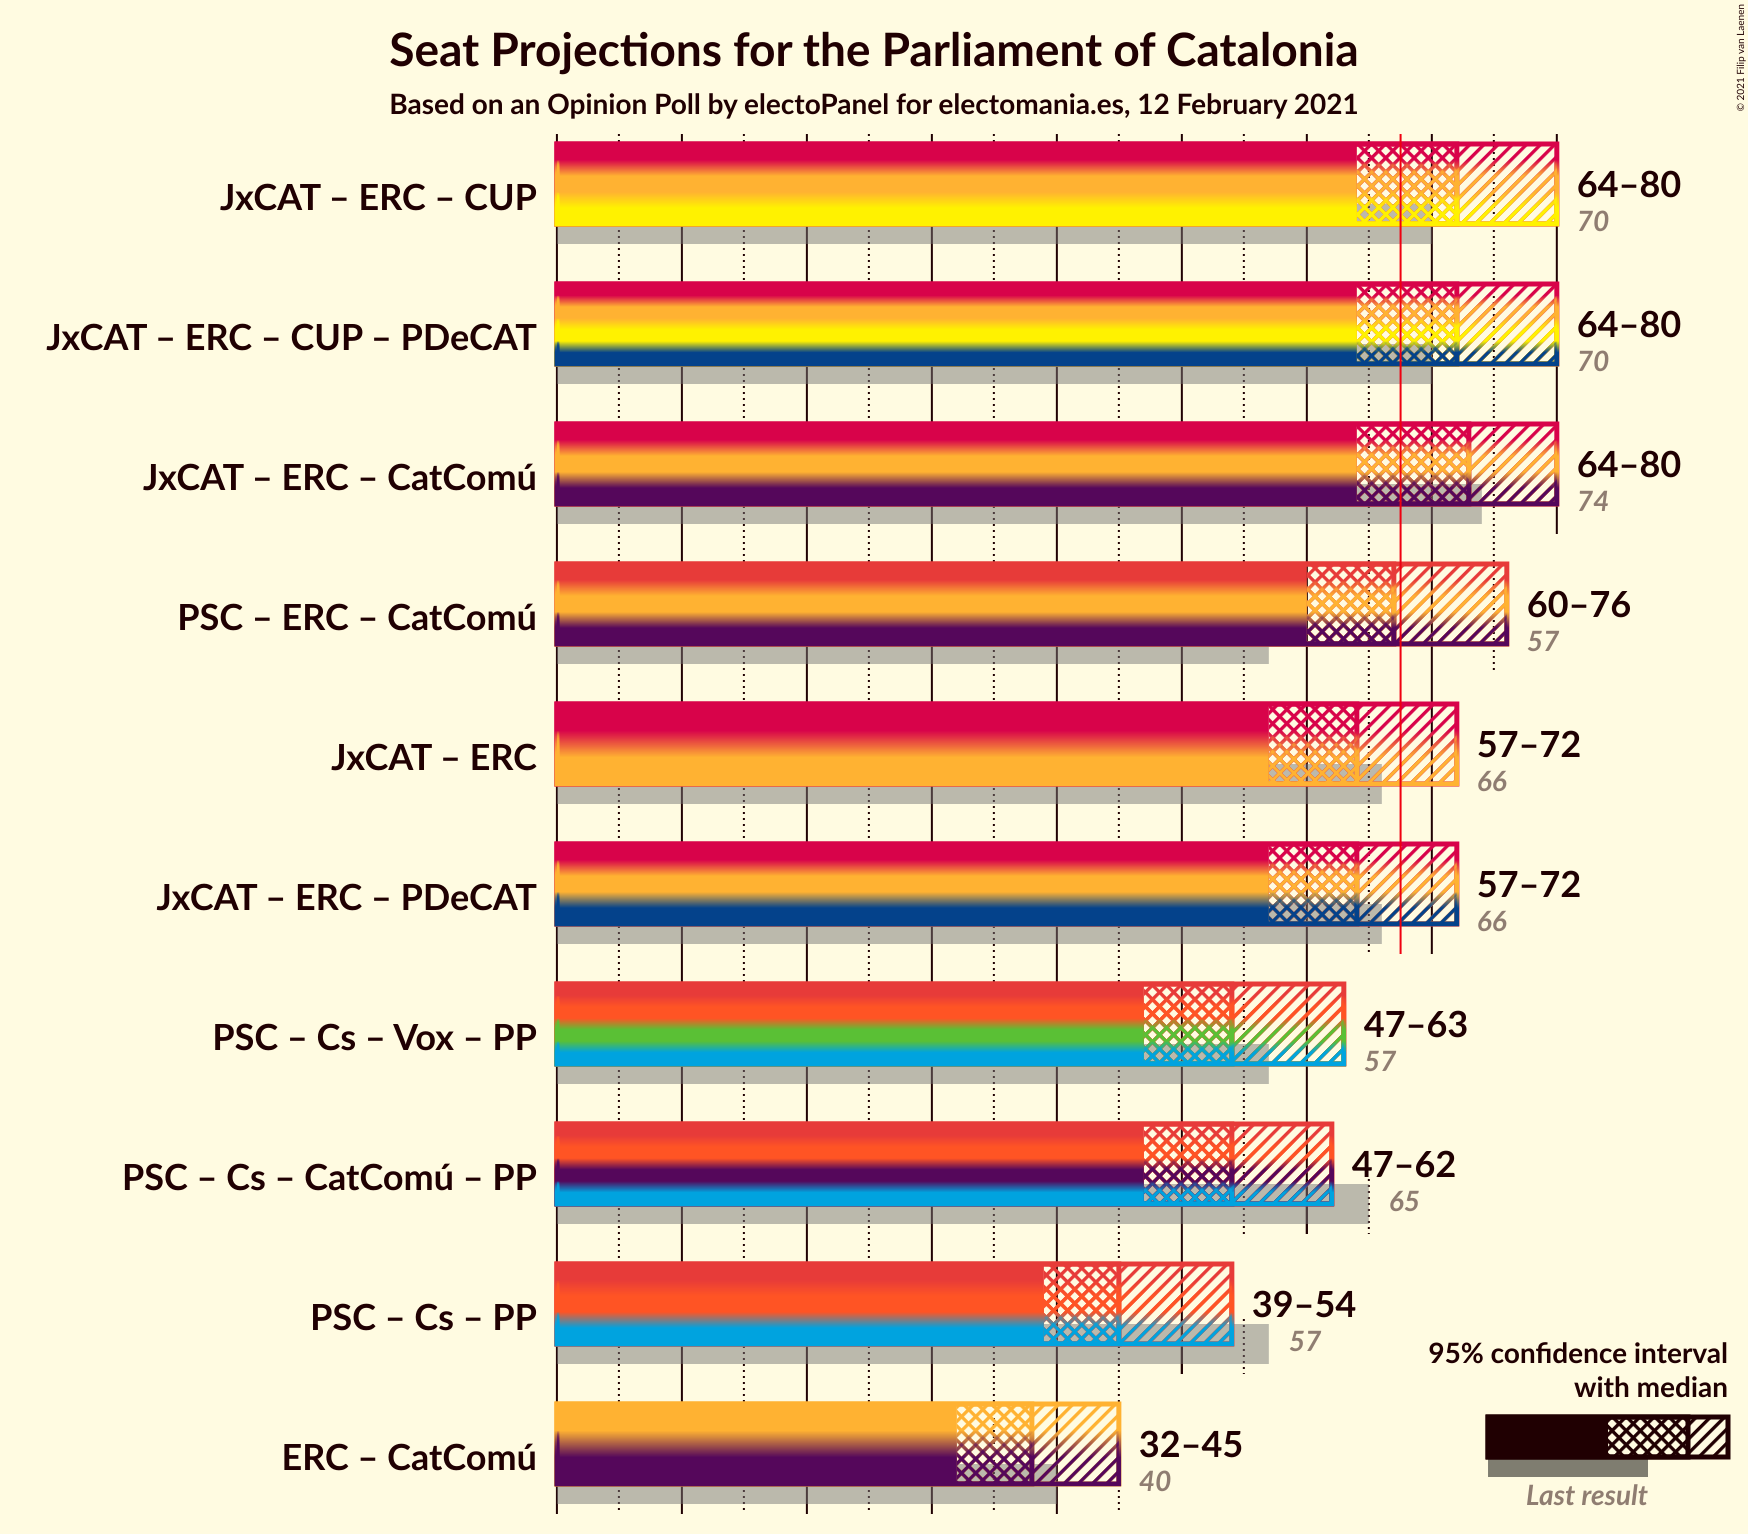 Seat Projections for the Parliament of Catalonia
Based on an Opinion Poll by electoPanel for electomania.es, 12 February 2021
© 2021 Filip van Laenen
JxCAT – ERC – CUP
64–80
70
JxCAT – ERC – CUP – PDeCAT
64–80
70
JxCAT – ERC – CatComú
64–80
74
PSC – ERC – CatComú
60–76
57
JxCAT – ERC
57–72
66
JxCAT – ERC – PDeCAT
57–72
66
PSC – Cs – Vox – PP
47–63
57
PSC – Cs – CatComú – PP
47–62
65
PSC – Cs – PP
39–54
57
ERC – CatComú
32–45
40
95% confidence interval
with median
Last result